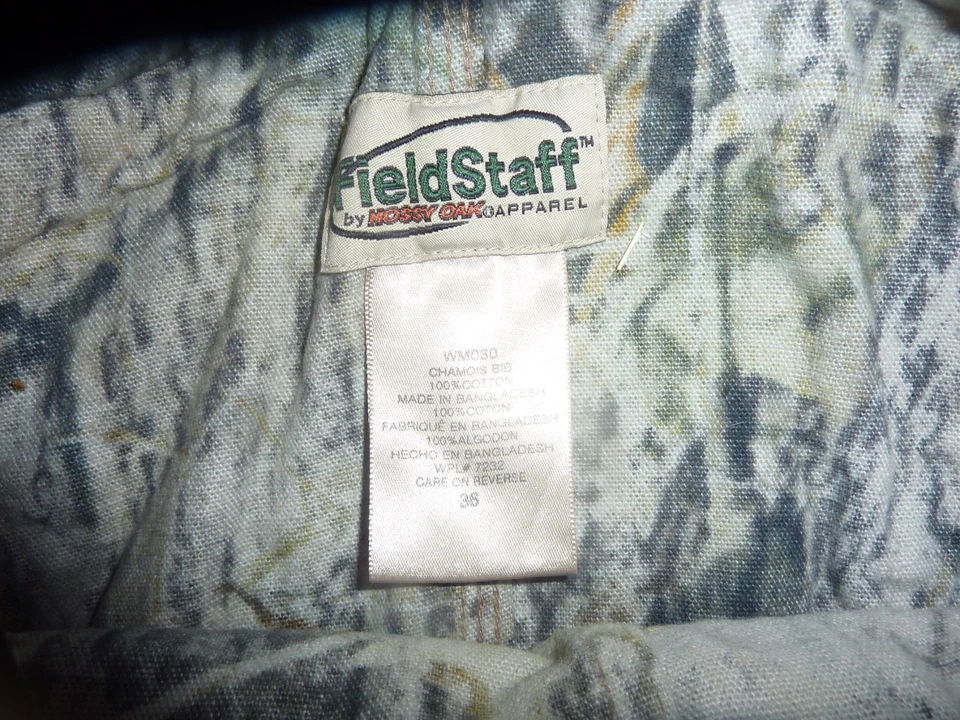 FieldStaff™
by MOSSY OAK® APPAREL
WM030
CHAMOIS BIB
100%COTTON
MADE IN BANGLADESH
100%COTON
FABRIQUÉ EN BANGLADESH
100%ALGODON
HECHO EN BANGLADESH
WPL# 7232
CARE ON REVERSE
36